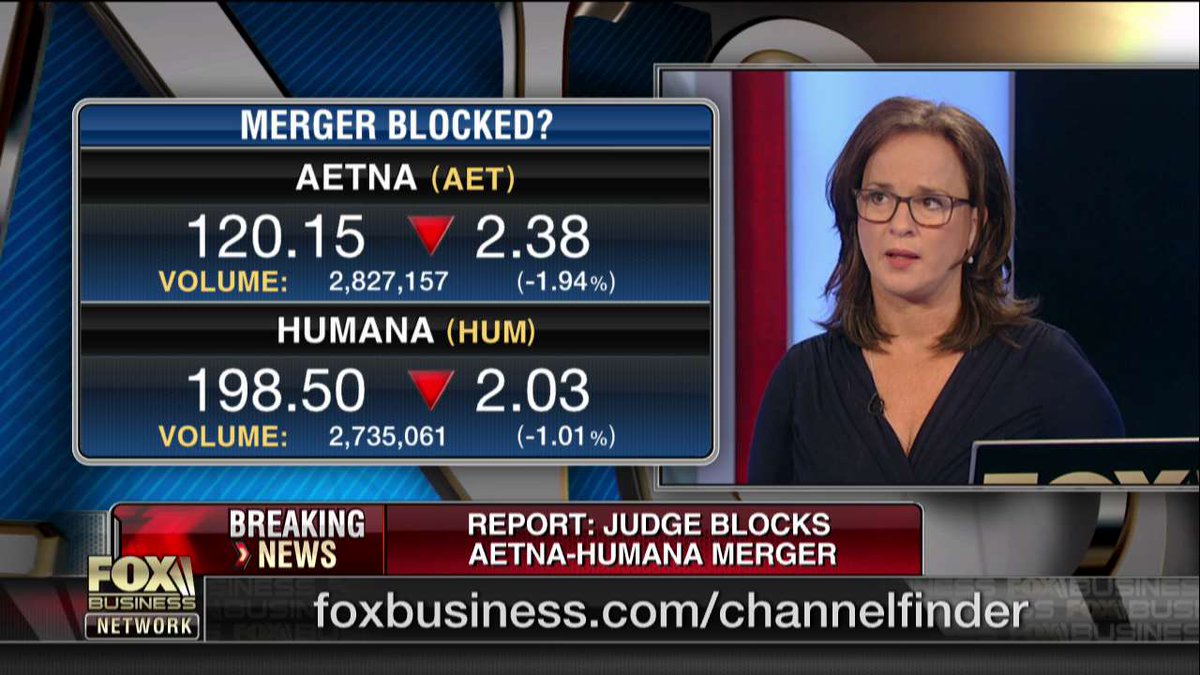 MERGER BLOCKED?
AETNA (AET)
120.15 ▼ 2.38
VOLUME: 2,827,157 (-1.94%)
HUMANA (HUM)
198.50 ▼ 2.03
VOLUME: 2,735,061 (-1.01%)
FOX
BREAKING
NEWS
REPORT: JUDGE BLOCKS
AETNA-HUMANA MERGER
FOX
BUSINESS
NETWORK
foxbusiness.com/channelfinder